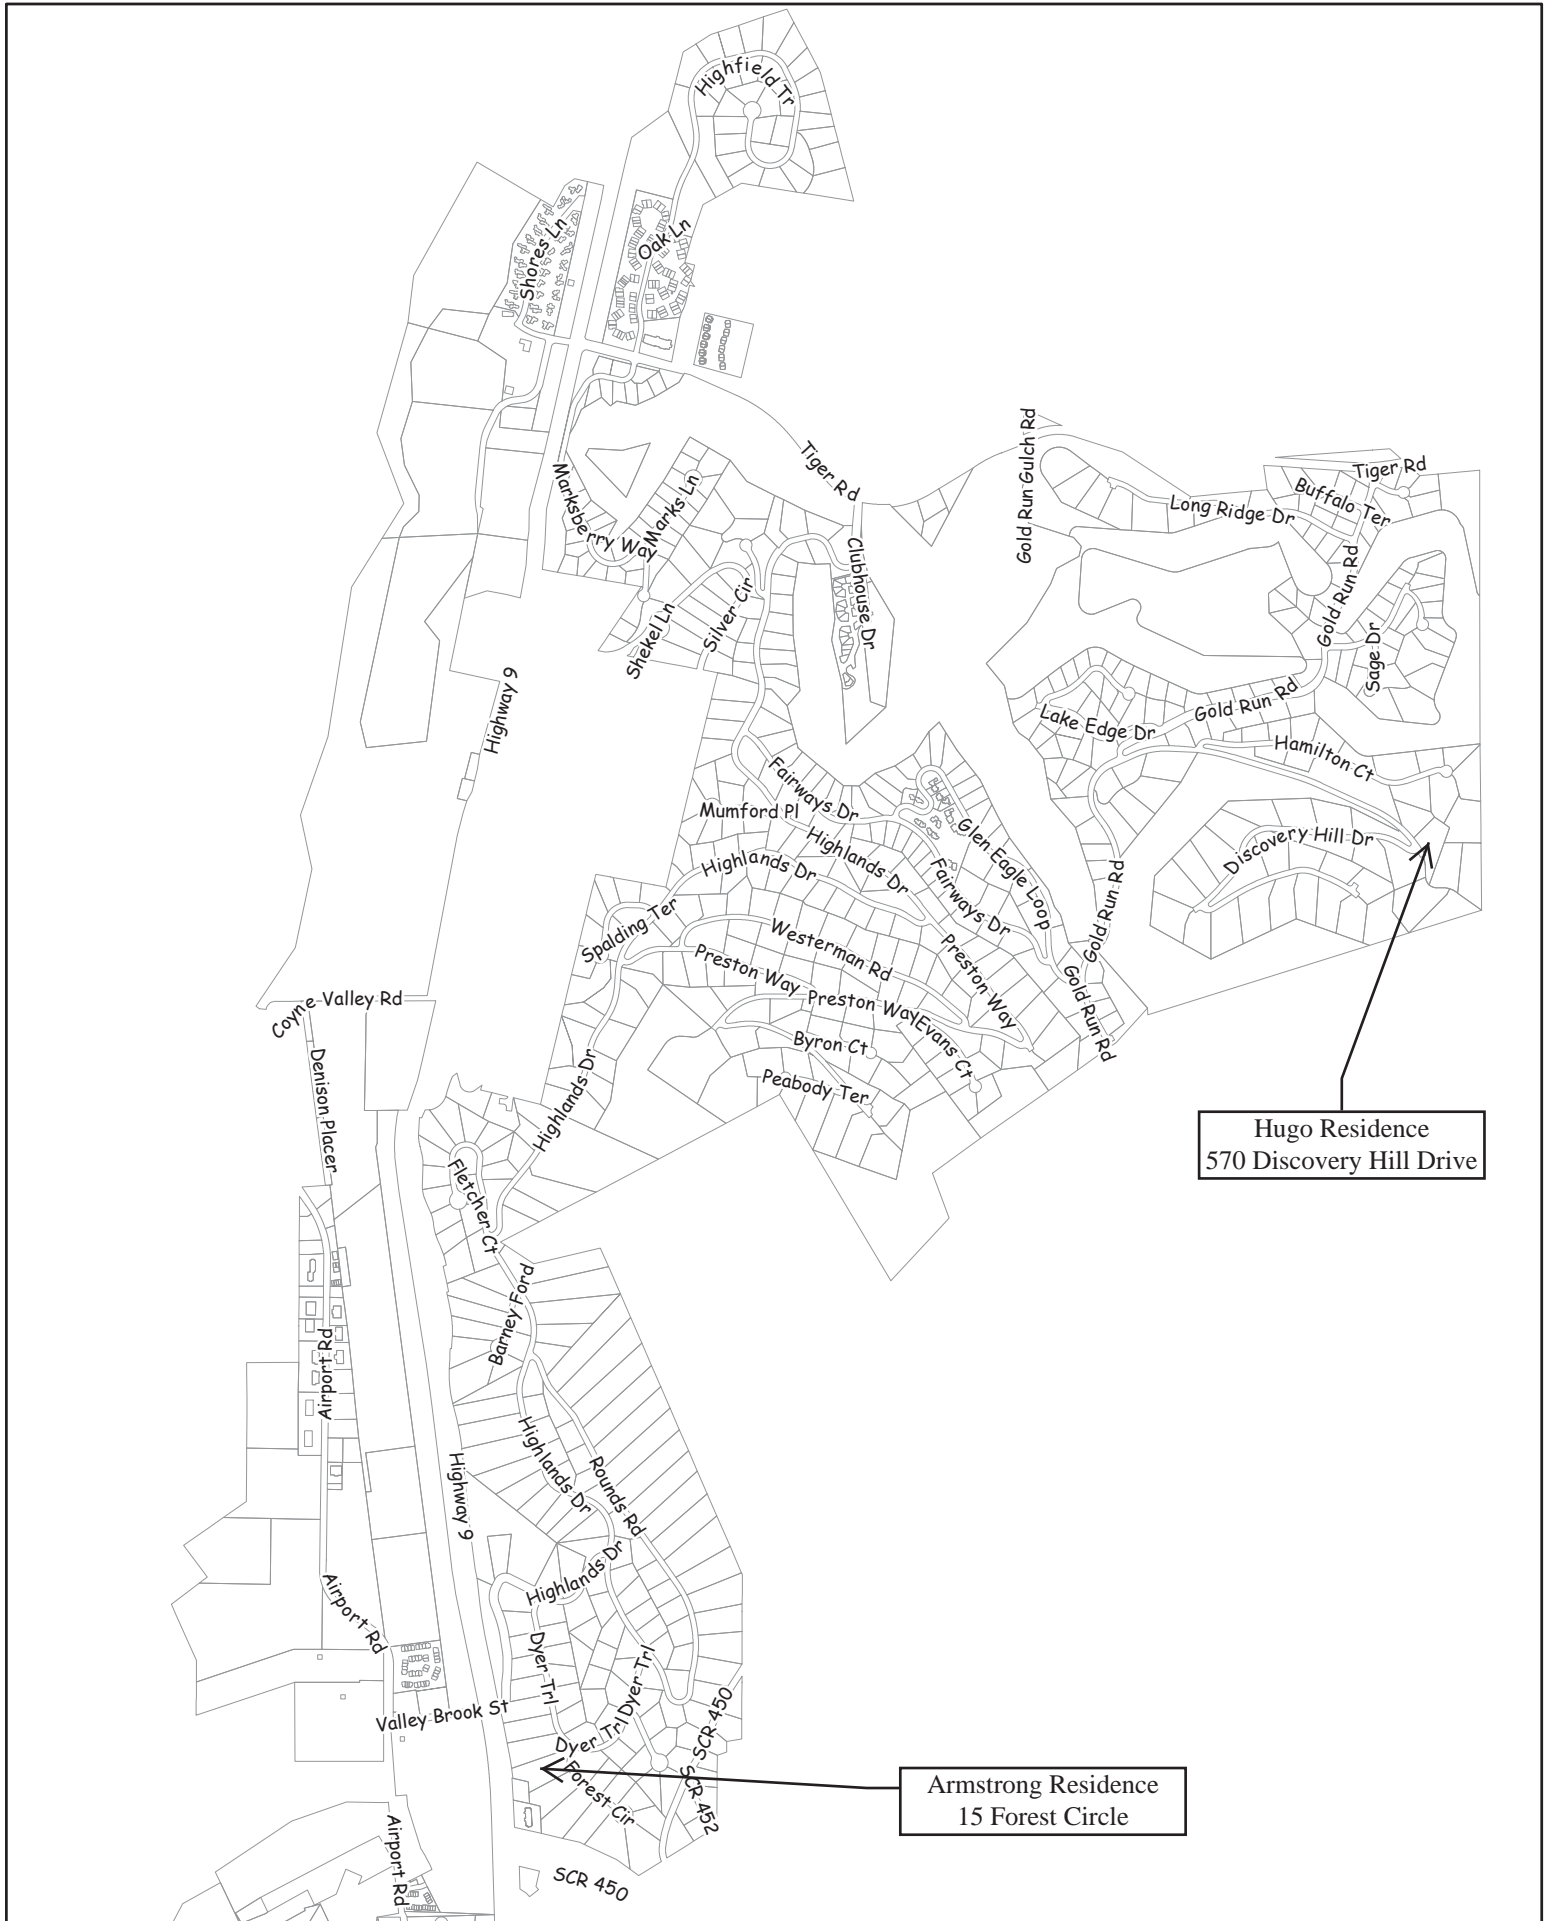 Highfield Tr
Shores Ln
Oak Ln
Tiger Rd
Gold Run Gulch Rd
Tiger Rd
Buffalo Ter
Long Ridge Dr
Marksberry Way
Marks Ln
Clubhouse Dr
Gold Run Rd
Shekel Ln
Silver Cir
Sage Dr
Highway 9
Lake Edge Dr
Gold Run Rd
Hamilton Ct
Fairways Dr
Mumford Pl
Highlands Dr
Glen Eagle Loop
Discovery Hill Dr
Highlands Dr
Fairways Dr
Gold Run Rd
Spalding Ter
Westerman Rd
Preston Way
Preston Way
Preston Way
Gold Run Rd
Coyne Valley Rd
Evans Ct
Byron Ct
Denison Placer
Peabody Ter
Highlands Dr
Hugo Residence
570 Discovery Hill Drive
Fletcher Ct
Barney Ford
Airport Rd
Highlands Dr
Rounds Rd
Highway 9
Highlands Dr
Airport Rd
Dyer Trl
Dyer Trl
SCR 450
Valley Brook St
Dyer Trl
Forest Cir
SCR 452
Armstrong Residence
15 Forest Circle
Airport Rd
SCR 450